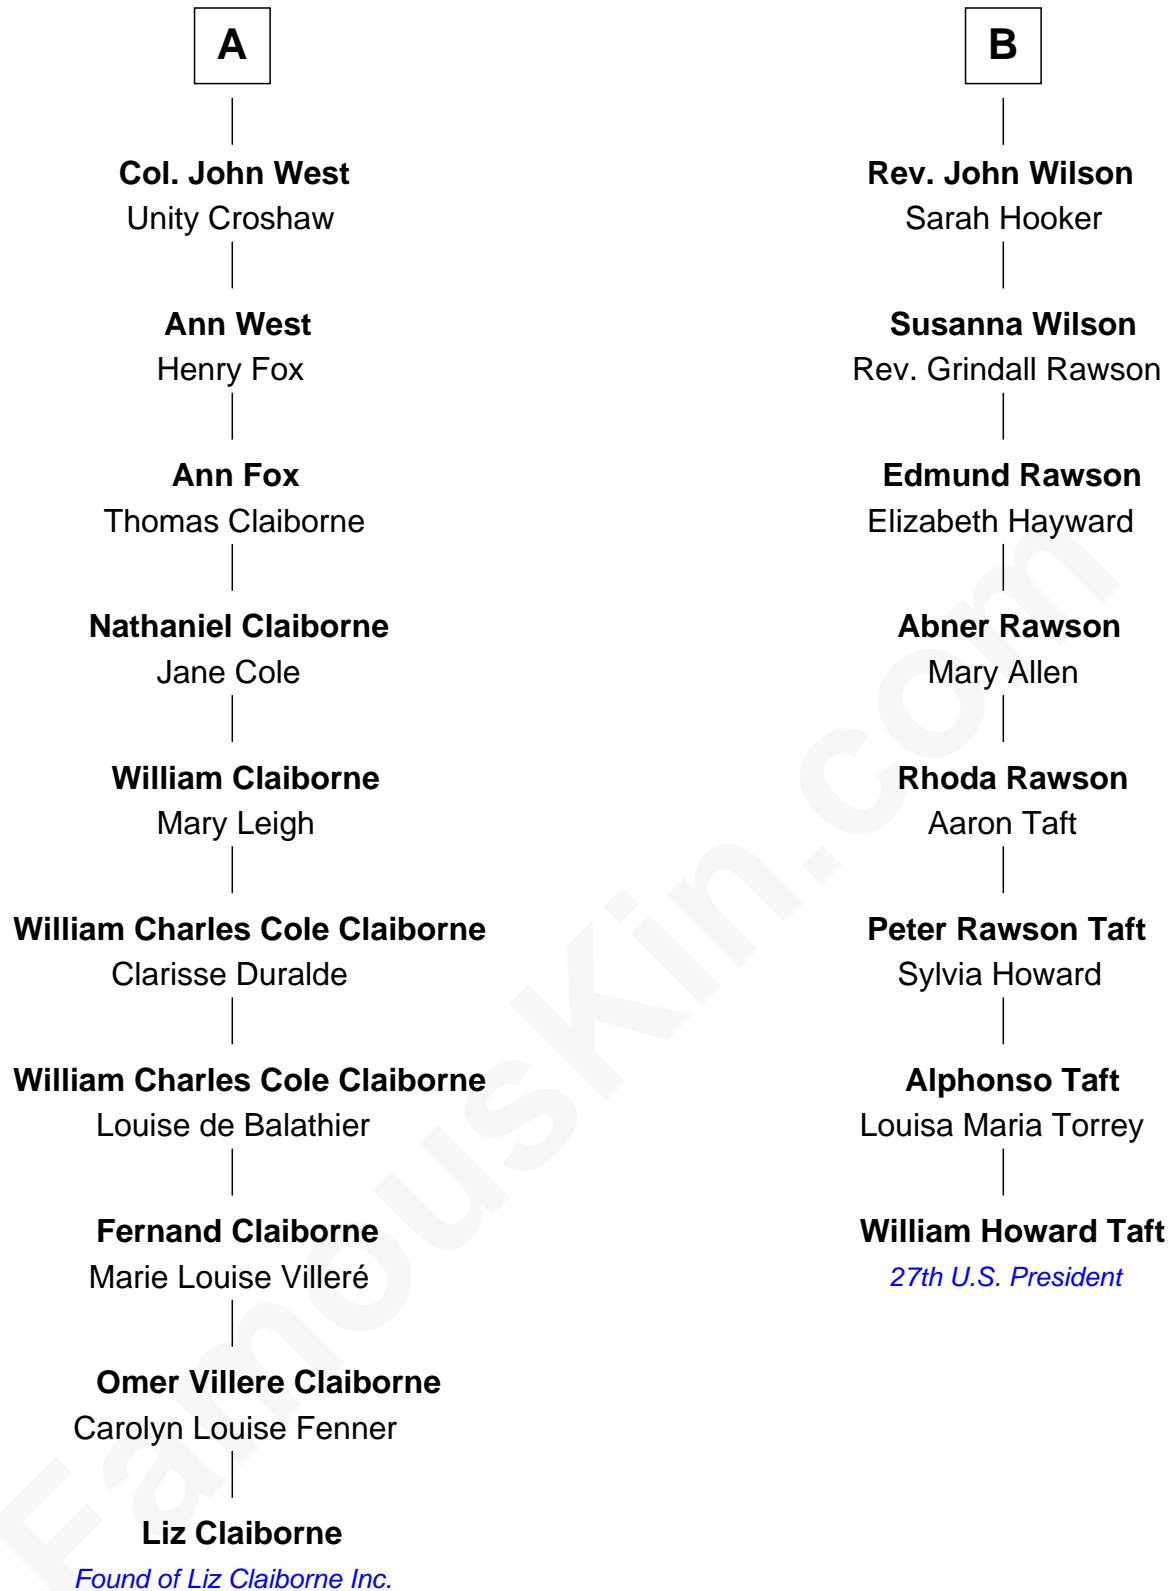 A
Col. John West
Unity Croshaw
Ann West
Henry Fox
Ann Fox
Thomas Claiborne
Nathaniel Claiborne
Jane Cole
William Claiborne
Mary Leigh
William Charles Cole Claiborne
Clarisse Duralde
William Charles Cole Claiborne
Louise de Balathier
Fernand Claiborne
Marie Louise Villeré
Omer Villere Claiborne
Carolyn Louise Fenner
Liz Claiborne
Found of Liz Claiborne Inc.
B
Rev. John Wilson
Sarah Hooker
Susanna Wilson
Rev. Grindall Rawson
Edmund Rawson
Elizabeth Hayward
Abner Rawson
Mary Allen
Rhoda Rawson
Aaron Taft
Peter Rawson Taft
Sylvia Howard
Alphonso Taft
Louisa Maria Torrey
William Howard Taft
27th U.S. President
FamousKin.com